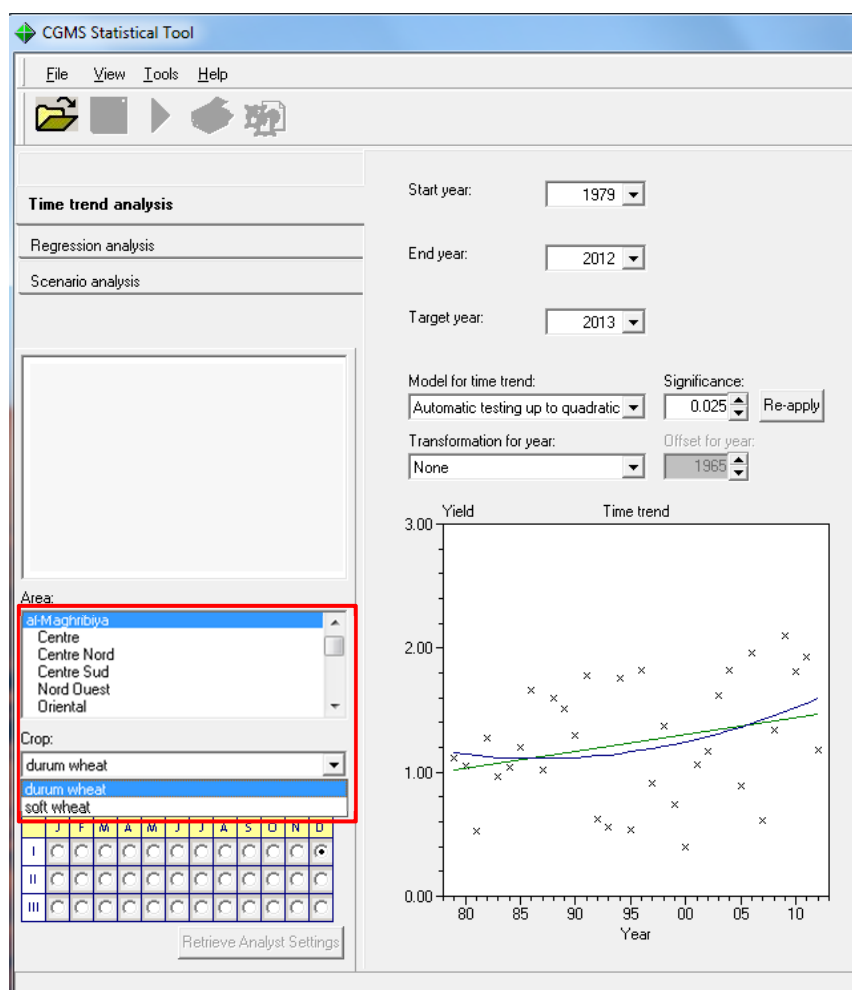 CGMS Statistical Tool
File View Tools Help
Time trend analysis
Regression analysis
Scenario analysis
Area:
al-Maghribiya
Centre
Centre Nord
Centre Sud
Nord Ouest
Oriental
Crop:
durum wheat
durum wheat
soft wheat
J F M A M J J A S O N D
I
II
III
Retrieve Analyst Settings
Start year: 1979
End year: 2012
Target year: 2013
Model for time trend: Significance:
Automatic testing up to quadratic 0.025 Re-apply
Transformation for year: Offset for year:
None 1965
Yield Time trend
3.00
2.00
1.00
0.00
80 85 90 95 00 05 10
Year